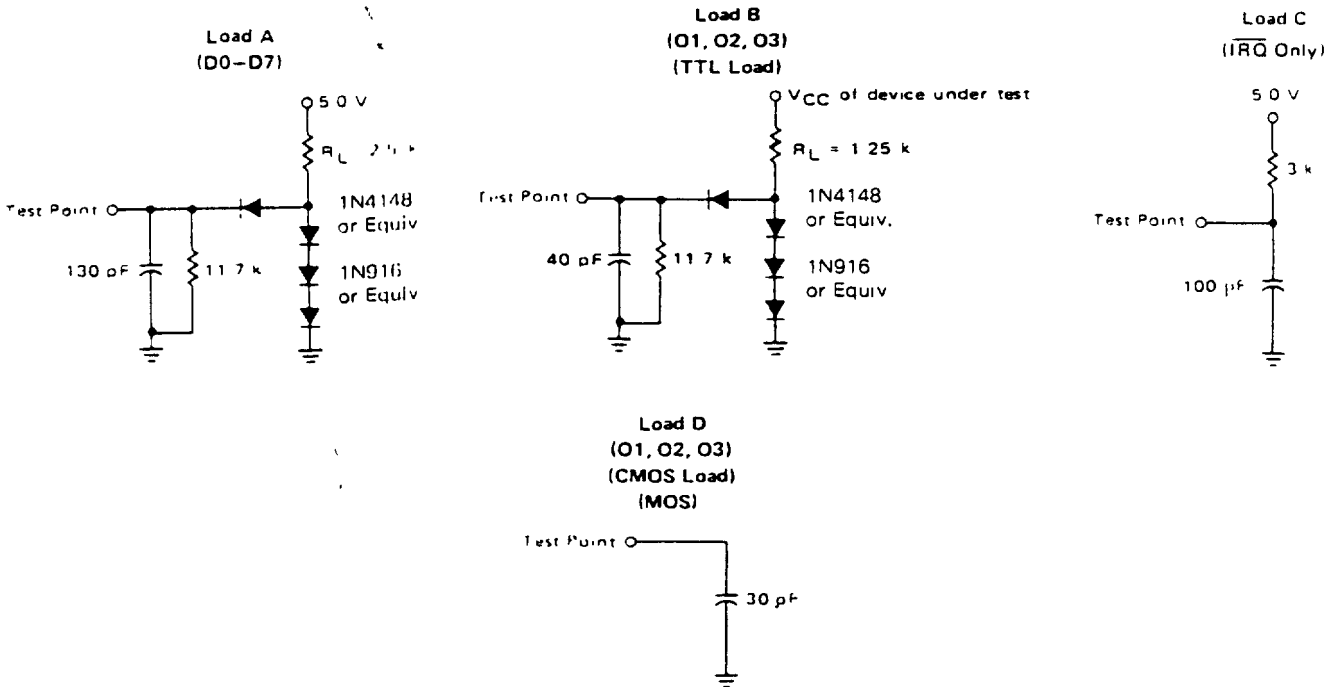 Load A
(D0–D7)
5 0 V
R L
Test Point
1N4148
or Equiv
130 pF
11 7 k
1N916
or Equiv
Load B
(O1, O2, O3)
(TTL Load)
VCC of device under test
RL = 1 25 k
Test Point
1N4148
or Equiv.
40 pF
11 7 k
1N916
or Equiv
Load C
(IRQ Only)
5 0 V
3 k
Test Point
100 pF
Load D
(O1, O2, O3)
(CMOS Load)
(MOS)
Test Point
30 pF